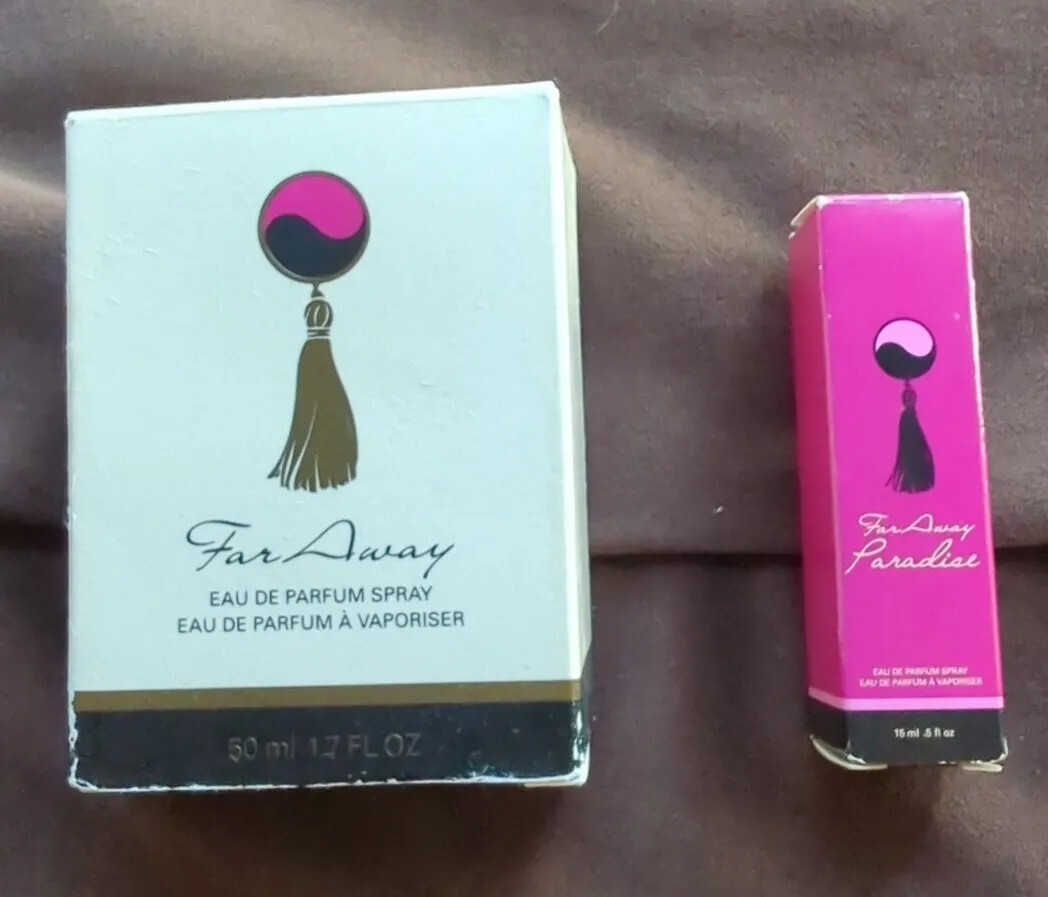 Far Away
EAU DE PARFUM SPRAY
EAU DE PARFUM À VAPORISER
50 ml 1.7 FL OZ
Far Away
Paradise
EAU DE PARFUM SPRAY
EAU DE PARFUM À VAPORISER
15 ml .5 fl oz